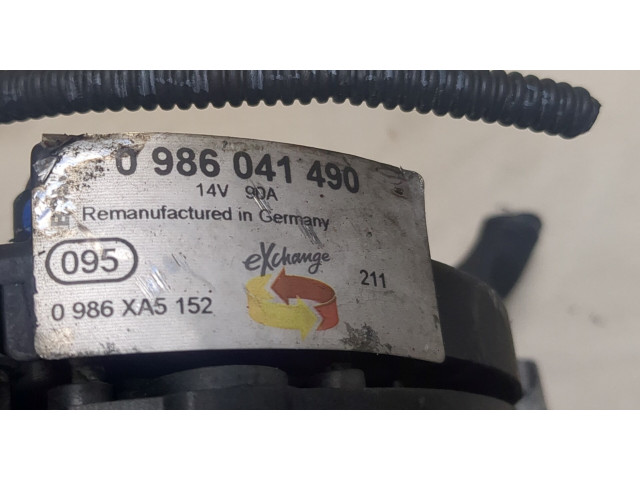 0 986 041 490
14V 90A
Remanufactured in Germany
095
eXchange
211
0 986 XA5 152